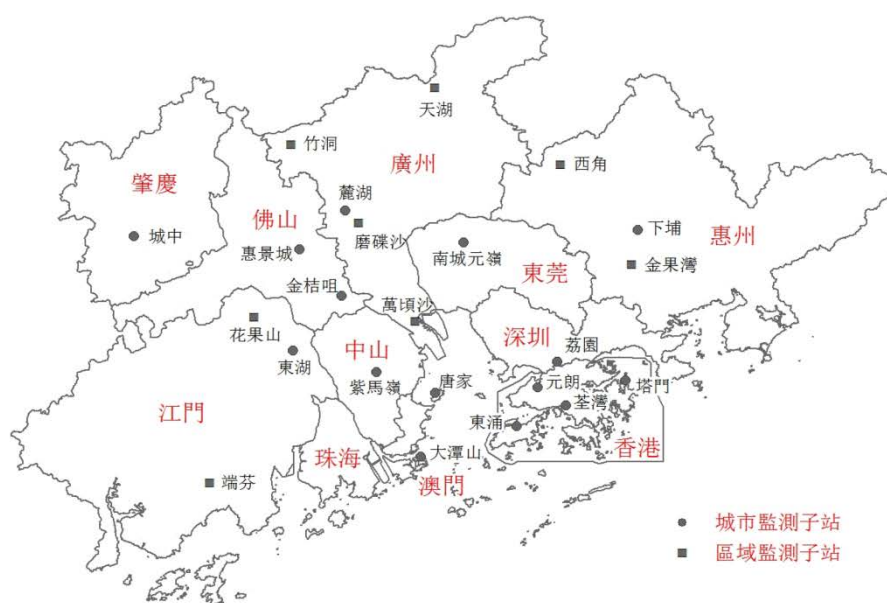 天湖
竹洞
西角
廣州
肇慶
麓湖
佛山
下埔
城中
磨碟沙
惠州
惠景城
南城元嶺
金果灣
東莞
金桔咀
萬頃沙
花果山
深圳
中山
東湖
荔園
紫馬嶺
唐家
元朗
塔門
江門
荃灣
東涌
香港
珠海
大潭山
端芬
澳門
城市監測子站
區域監測子站